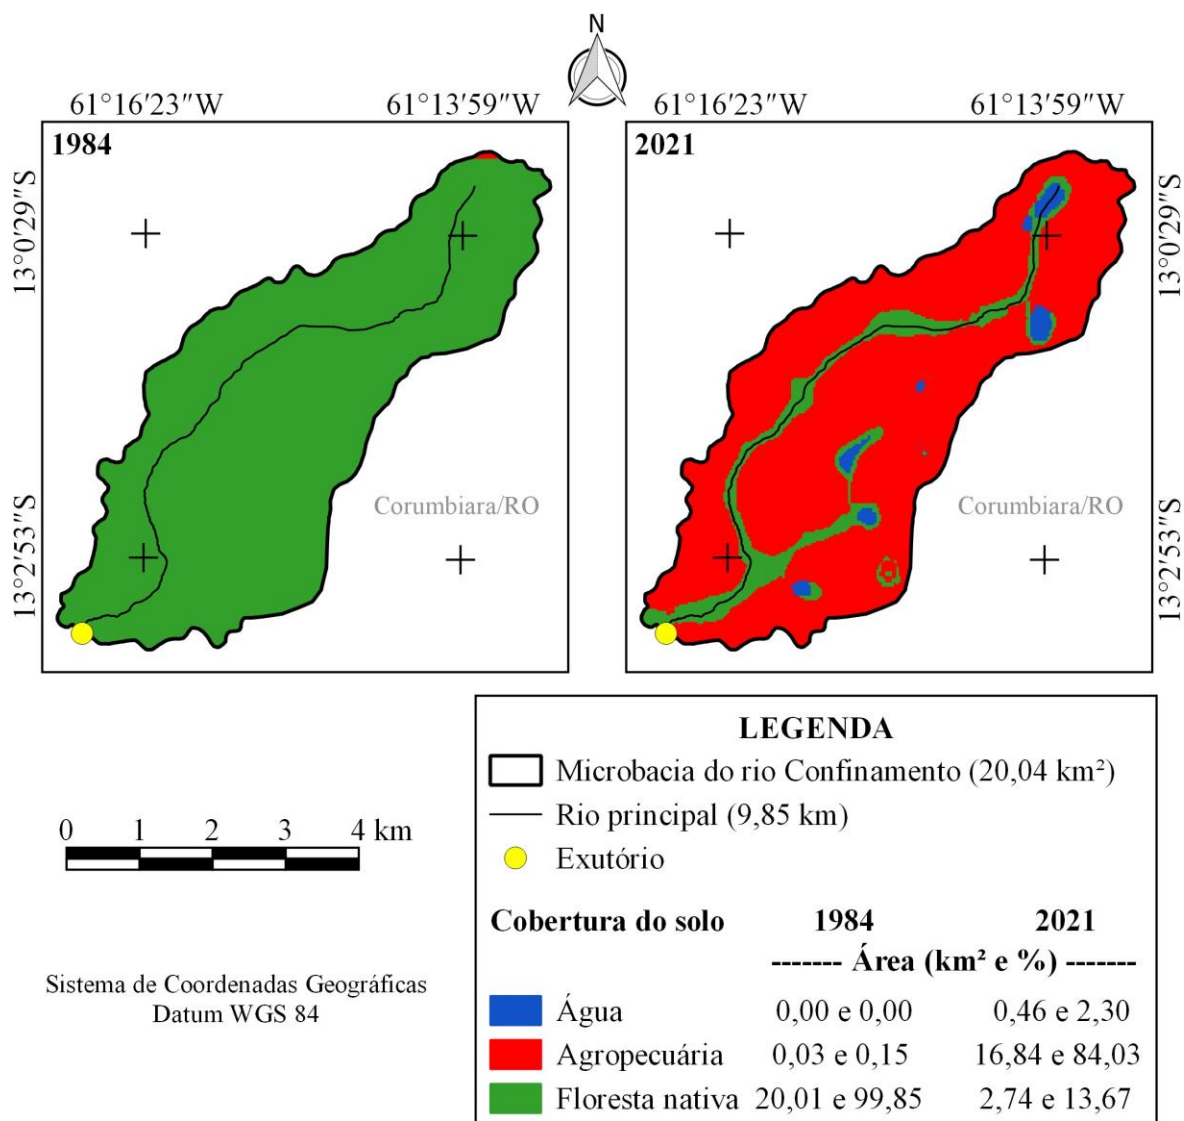 N
61°16′23″W 61°13′59″W 61°16′23″W 61°13′59″W
1984 2021
13°0′29″S 13°0′29″S
Corumbiara/RO Corumbiara/RO
13°2′53″S 13°2′53″S
LEGENDA
Microbacia do rio Confinamento (20,04 km²)
Rio principal (9,85 km)
Exutório
0 1 2 3 4 km
Cobertura do solo 1984 2021
------- Área (km² e %) -------
Sistema de Coordenadas Geográficas
Datum WGS 84
Água 0,00 e 0,00 0,46 e 2,30
Agropecuária 0,03 e 0,15 16,84 e 84,03
Floresta nativa 20,01 e 99,85 2,74 e 13,67